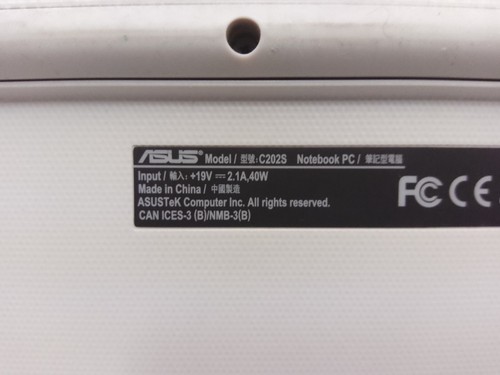 ASUS® Model / 型號: C202S Notebook PC / 筆記型電腦
Input / 輸入: +19V ⎓ 2.1A,40W
Made in China / 中國製造
ASUSTeK Computer Inc. All rights reserved.
CAN ICES-3 (B)/NMB-3(B)
FC CE